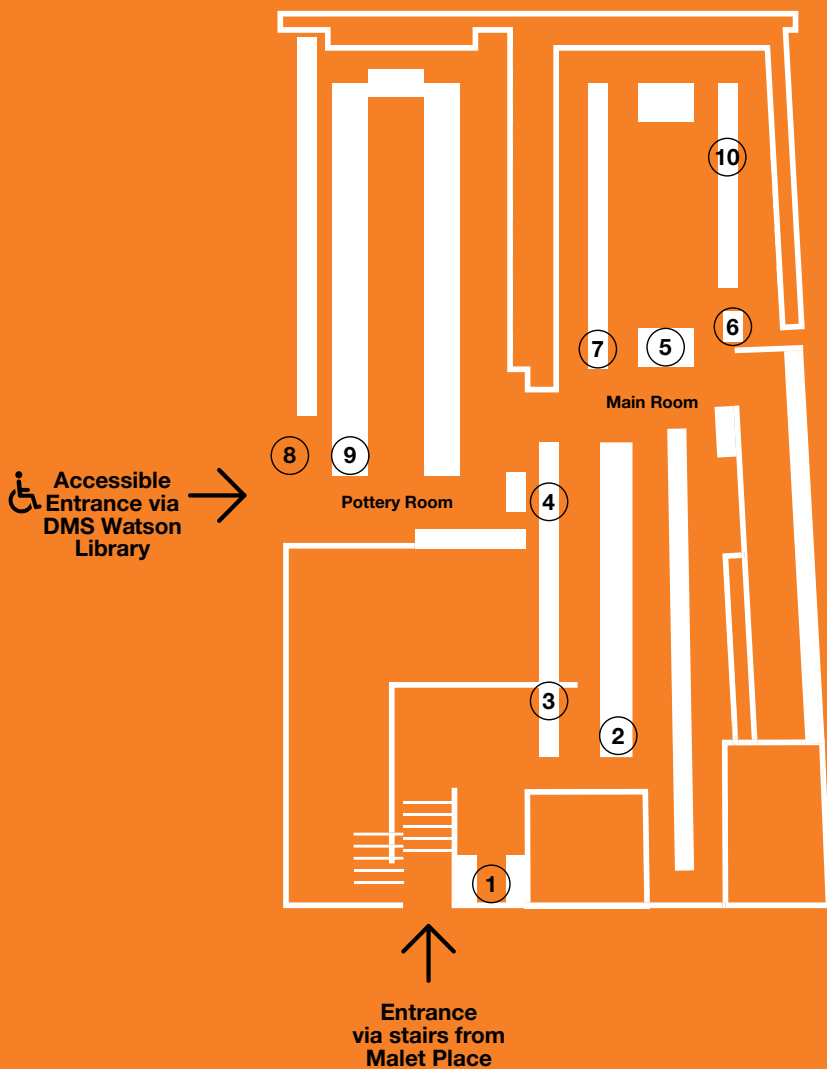 10
6
7
5
Main Room
8
9
Accessible
Entrance via
DMS Watson
Library
Pottery Room
4
3
2
1
Entrance
via stairs from
Malet Place